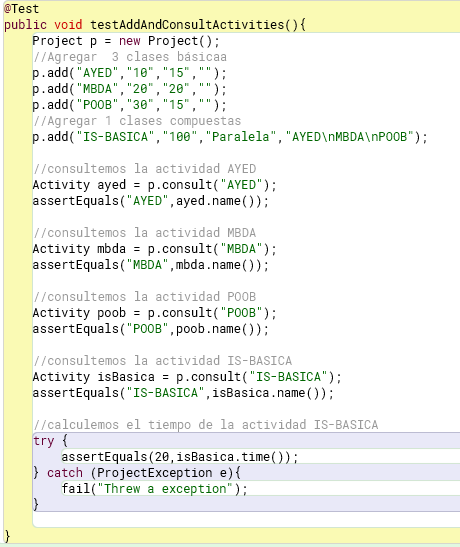 @Test
public void testAddAndConsultActivities(){
Project p = new Project();
//Agregar  3 clases básicaa
p.add("AYED","10","15","");
p.add("MBDA","20","20","");
p.add("POOB","30","15","");
//Agregar 1 clases compuestas
p.add("IS-BASICA","100","Paralela","AYED\nMBDA\nPOOB");
//consultemos la actividad AYED
Activity ayed = p.consult("AYED");
assertEquals("AYED",ayed.name());
//consultemos la actividad MBDA
Activity mbda = p.consult("MBDA");
assertEquals("MBDA",mbda.name());
//consultemos la actividad POOB
Activity poob = p.consult("POOB");
assertEquals("POOB",poob.name());
//consultemos la actividad IS-BASICA
Activity isBasica = p.consult("IS-BASICA");
assertEquals("IS-BASICA",isBasica.name());
//calculemos el tiempo de la actividad IS-BASICA
try {
assertEquals(20,isBasica.time());
} catch (ProjectException e){
fail("Threw a exception");
}
}